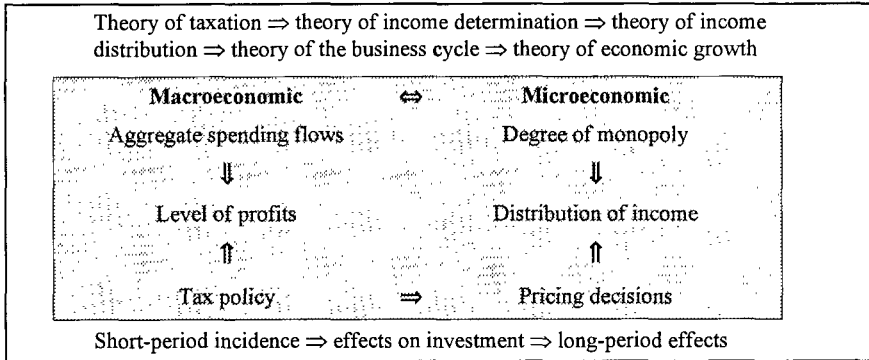 Theory of taxation ⇒ theory of income determination ⇒ theory of income
distribution ⇒ theory of the business cycle ⇒ theory of economic growth
Macroeconomic ⇔ Microeconomic
Aggregate spending flows Degree of monopoly
⇓ ⇓
Level of profits Distribution of income
⇑ ⇑
Tax policy ⇒ Pricing decisions
Short-period incidence ⇒ effects on investment ⇒ long-period effects